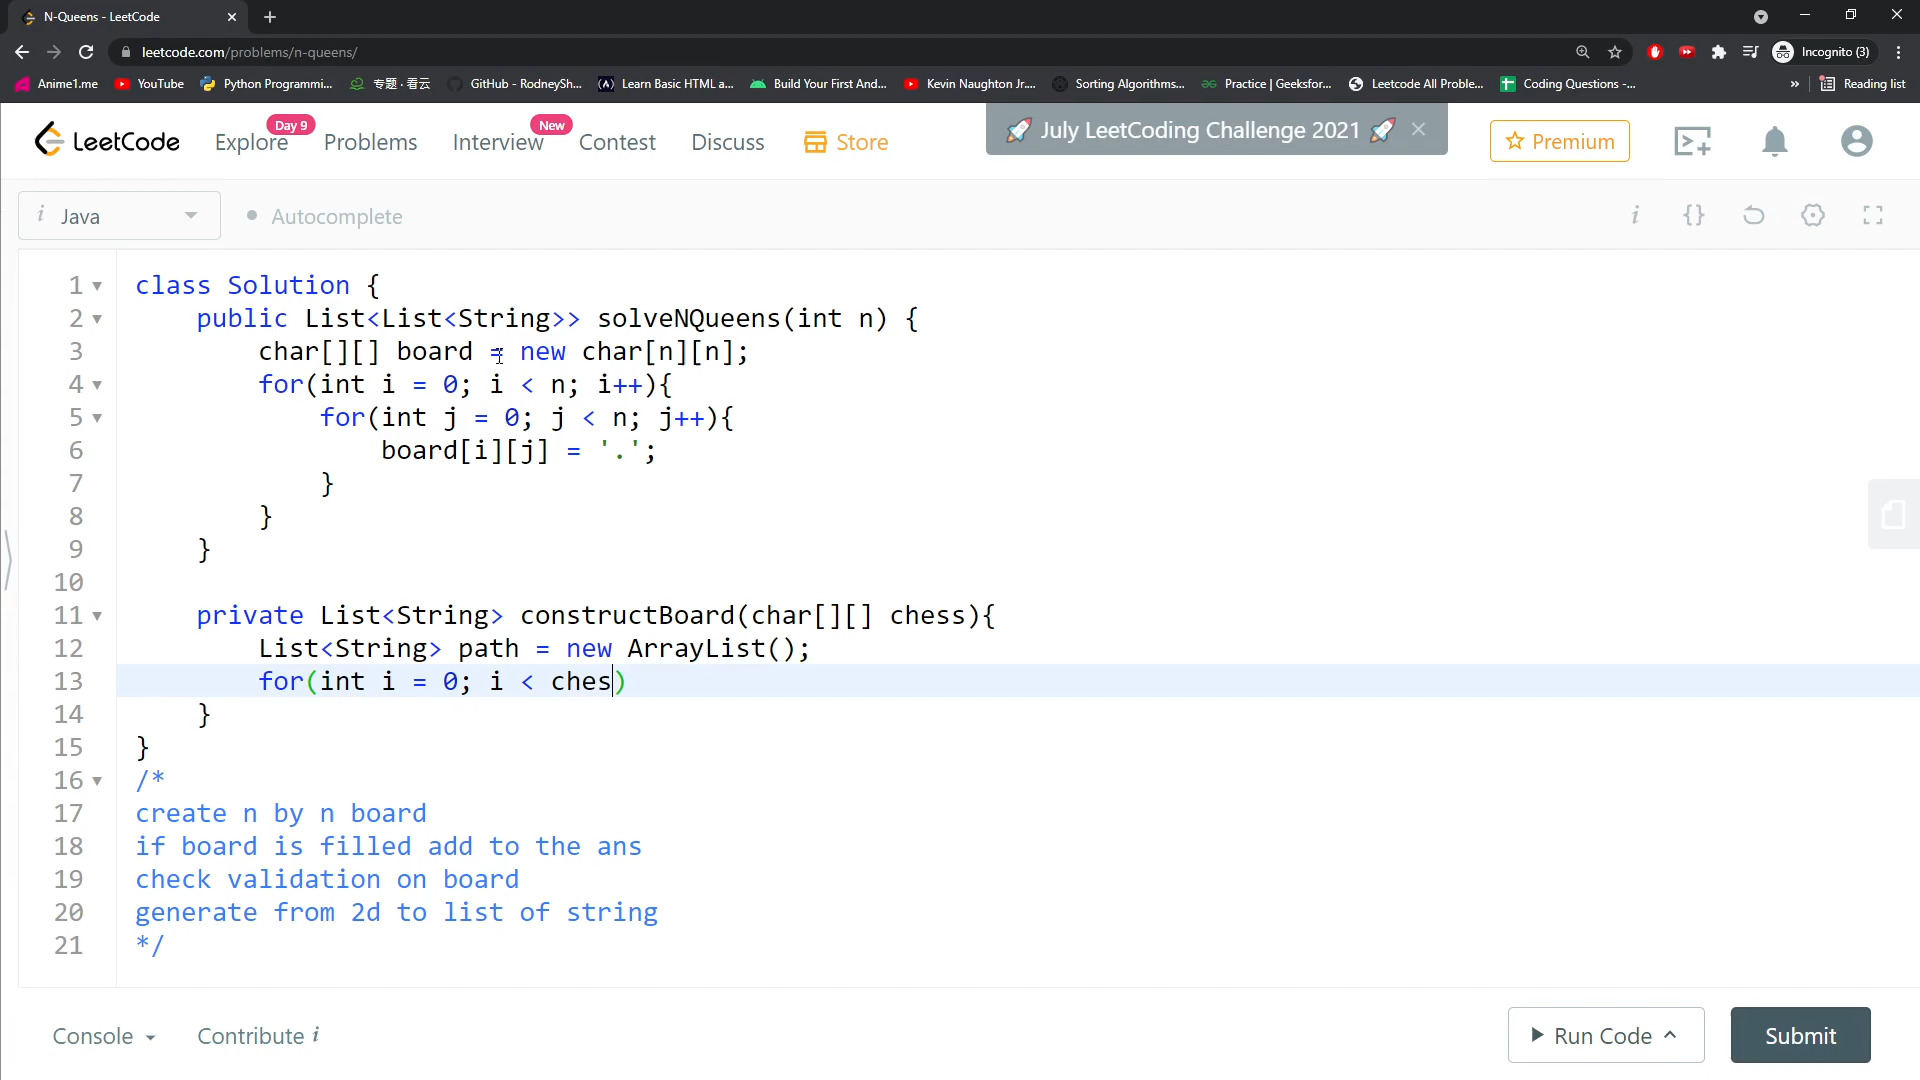 N-Queens - LeetCode
leetcode.com/problems/n-queens/
Incognito (3)
Anime1.me YouTube Python Programmi... 专题 · 看云 GitHub - RodneySh... Learn Basic HTML a... Build Your First And... Kevin Naughton Jr.... Sorting Algorithms... Practice | Geeksfor... Leetcode All Proble... Coding Questions -... » Reading list
LeetCode Explore Day 9 Problems Interview New Contest Discuss Store July LeetCoding Challenge 2021 Premium
i Java Autocomplete i {}
1 class Solution {
2 public List<List<String>> solveNQueens(int n) {
3 char[][] board = new char[n][n];
4 for(int i = 0; i < n; i++){
5 for(int j = 0; j < n; j++){
6 board[i][j] = '.';
7 }
8 }
9 }
10
11 private List<String> constructBoard(char[][] chess){
12 List<String> path = new ArrayList();
13 for(int i = 0; i < ches)
14 }
15 }
16 /*
17 create n by n board
18 if board is filled add to the ans
19 check validation on board
20 generate from 2d to list of string
21 */
Console Contribute i Run Code Submit